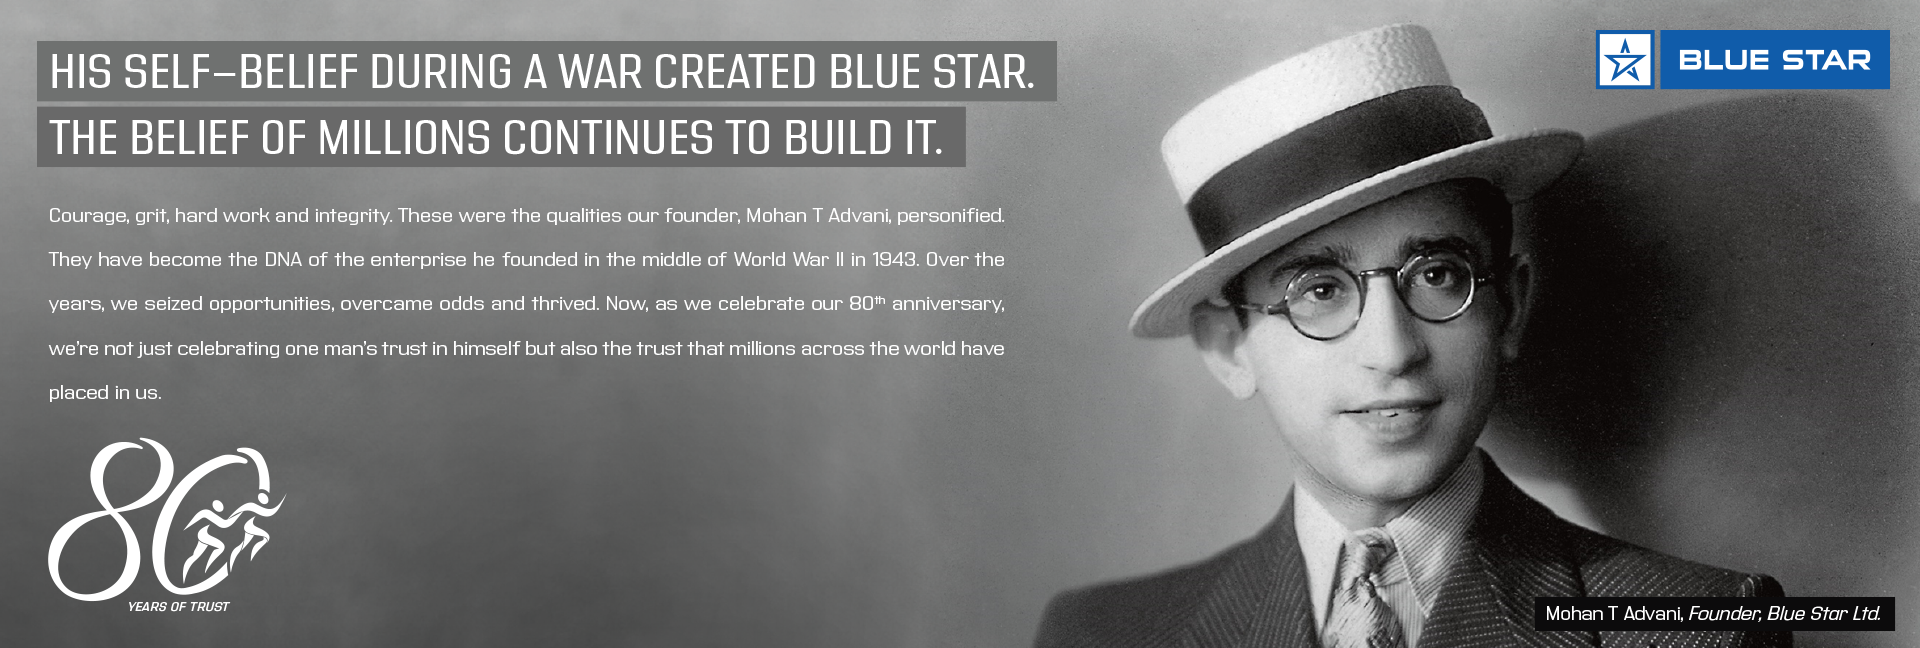 HIS SELF–BELIEF DURING A WAR CREATED BLUE STAR.
THE BELIEF OF MILLIONS CONTINUES TO BUILD IT.
BLUE STAR
Courage, grit, hard work and integrity. These were the qualities our founder, Mohan T Advani, personified.
They have become the DNA of the enterprise he founded in the middle of World War II in 1943. Over the
years, we seized opportunities, overcame odds and thrived. Now, as we celebrate our 80th anniversary,
we're not just celebrating one man's trust in himself but also the trust that millions across the world have
placed in us.
80
YEARS OF TRUST
Mohan T Advani, Founder, Blue Star Ltd.